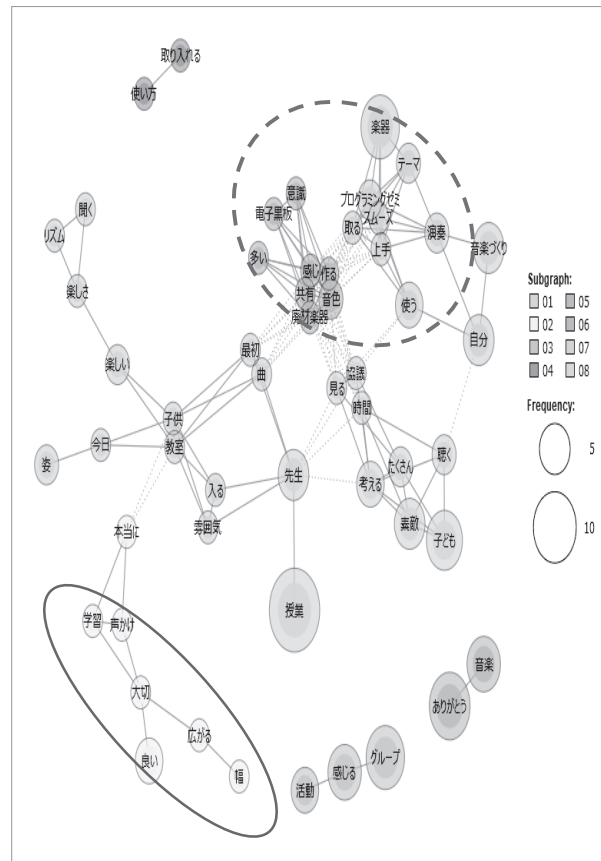 取り入れる
使い方
楽器
テーマ
聞く
意識
プログラミングゼミ
電子黒板
スムーズ
リズム
取る
演奏
音楽づくり
上手
多い
感じ
作る
楽しさ
共有
音色
使う
廃材楽器
自分
最初
楽しい
曲
協議
見る
時間
子供
教室
今日
聴く
姿
たくさん
先生
考える
入る
素敵
雰囲気
本当に
子ども
授業
学習
声かけ
音楽
大切
ありがとう
広がる
グループ
良い
幅
感じる
活動
Subgraph:
01 05
02 06
03 07
04 08
Frequency:
5
10